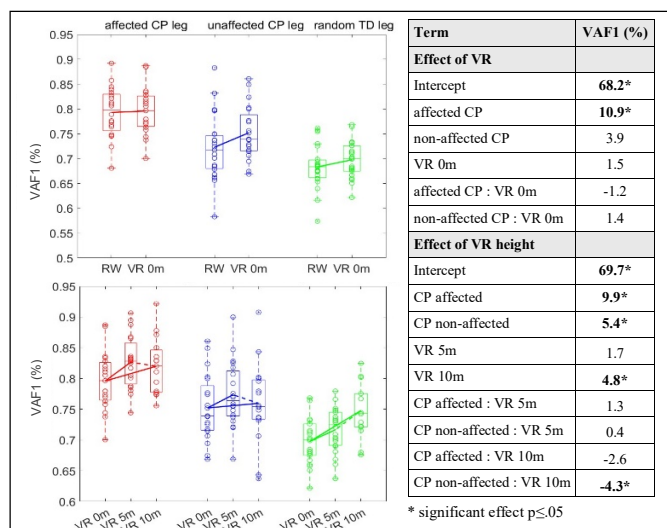 affected CP leg unaffected CP leg random TD leg
0.95
0.9
0.85
0.8
0.75
0.7
0.65
0.6
0.55
0.5
VAF1 (%)
RW VR 0m RW VR 0m RW VR 0m
0.95
0.9
0.85
0.8
0.75
0.7
0.65
0.6
VAF1 (%)
VR 0m VR 5m VR 10m VR 0m VR 5m VR 10m VR 0m VR 5m VR 10m
Term VAF1 (%)
Effect of VR
Intercept 68.2*
affected CP 10.9*
non-affected CP 3.9
VR 0m 1.5
affected CP : VR 0m -1.2
non-affected CP : VR 0m 1.4
Effect of VR height
Intercept 69.7*
CP affected 9.9*
CP non-affected 5.4*
VR 5m 1.7
VR 10m 4.8*
CP affected : VR 5m 1.3
CP non-affected : VR 5m 0.4
CP affected : VR 10m -2.6
CP non-affected : VR 10m -4.3*
* significant effect p≤.05